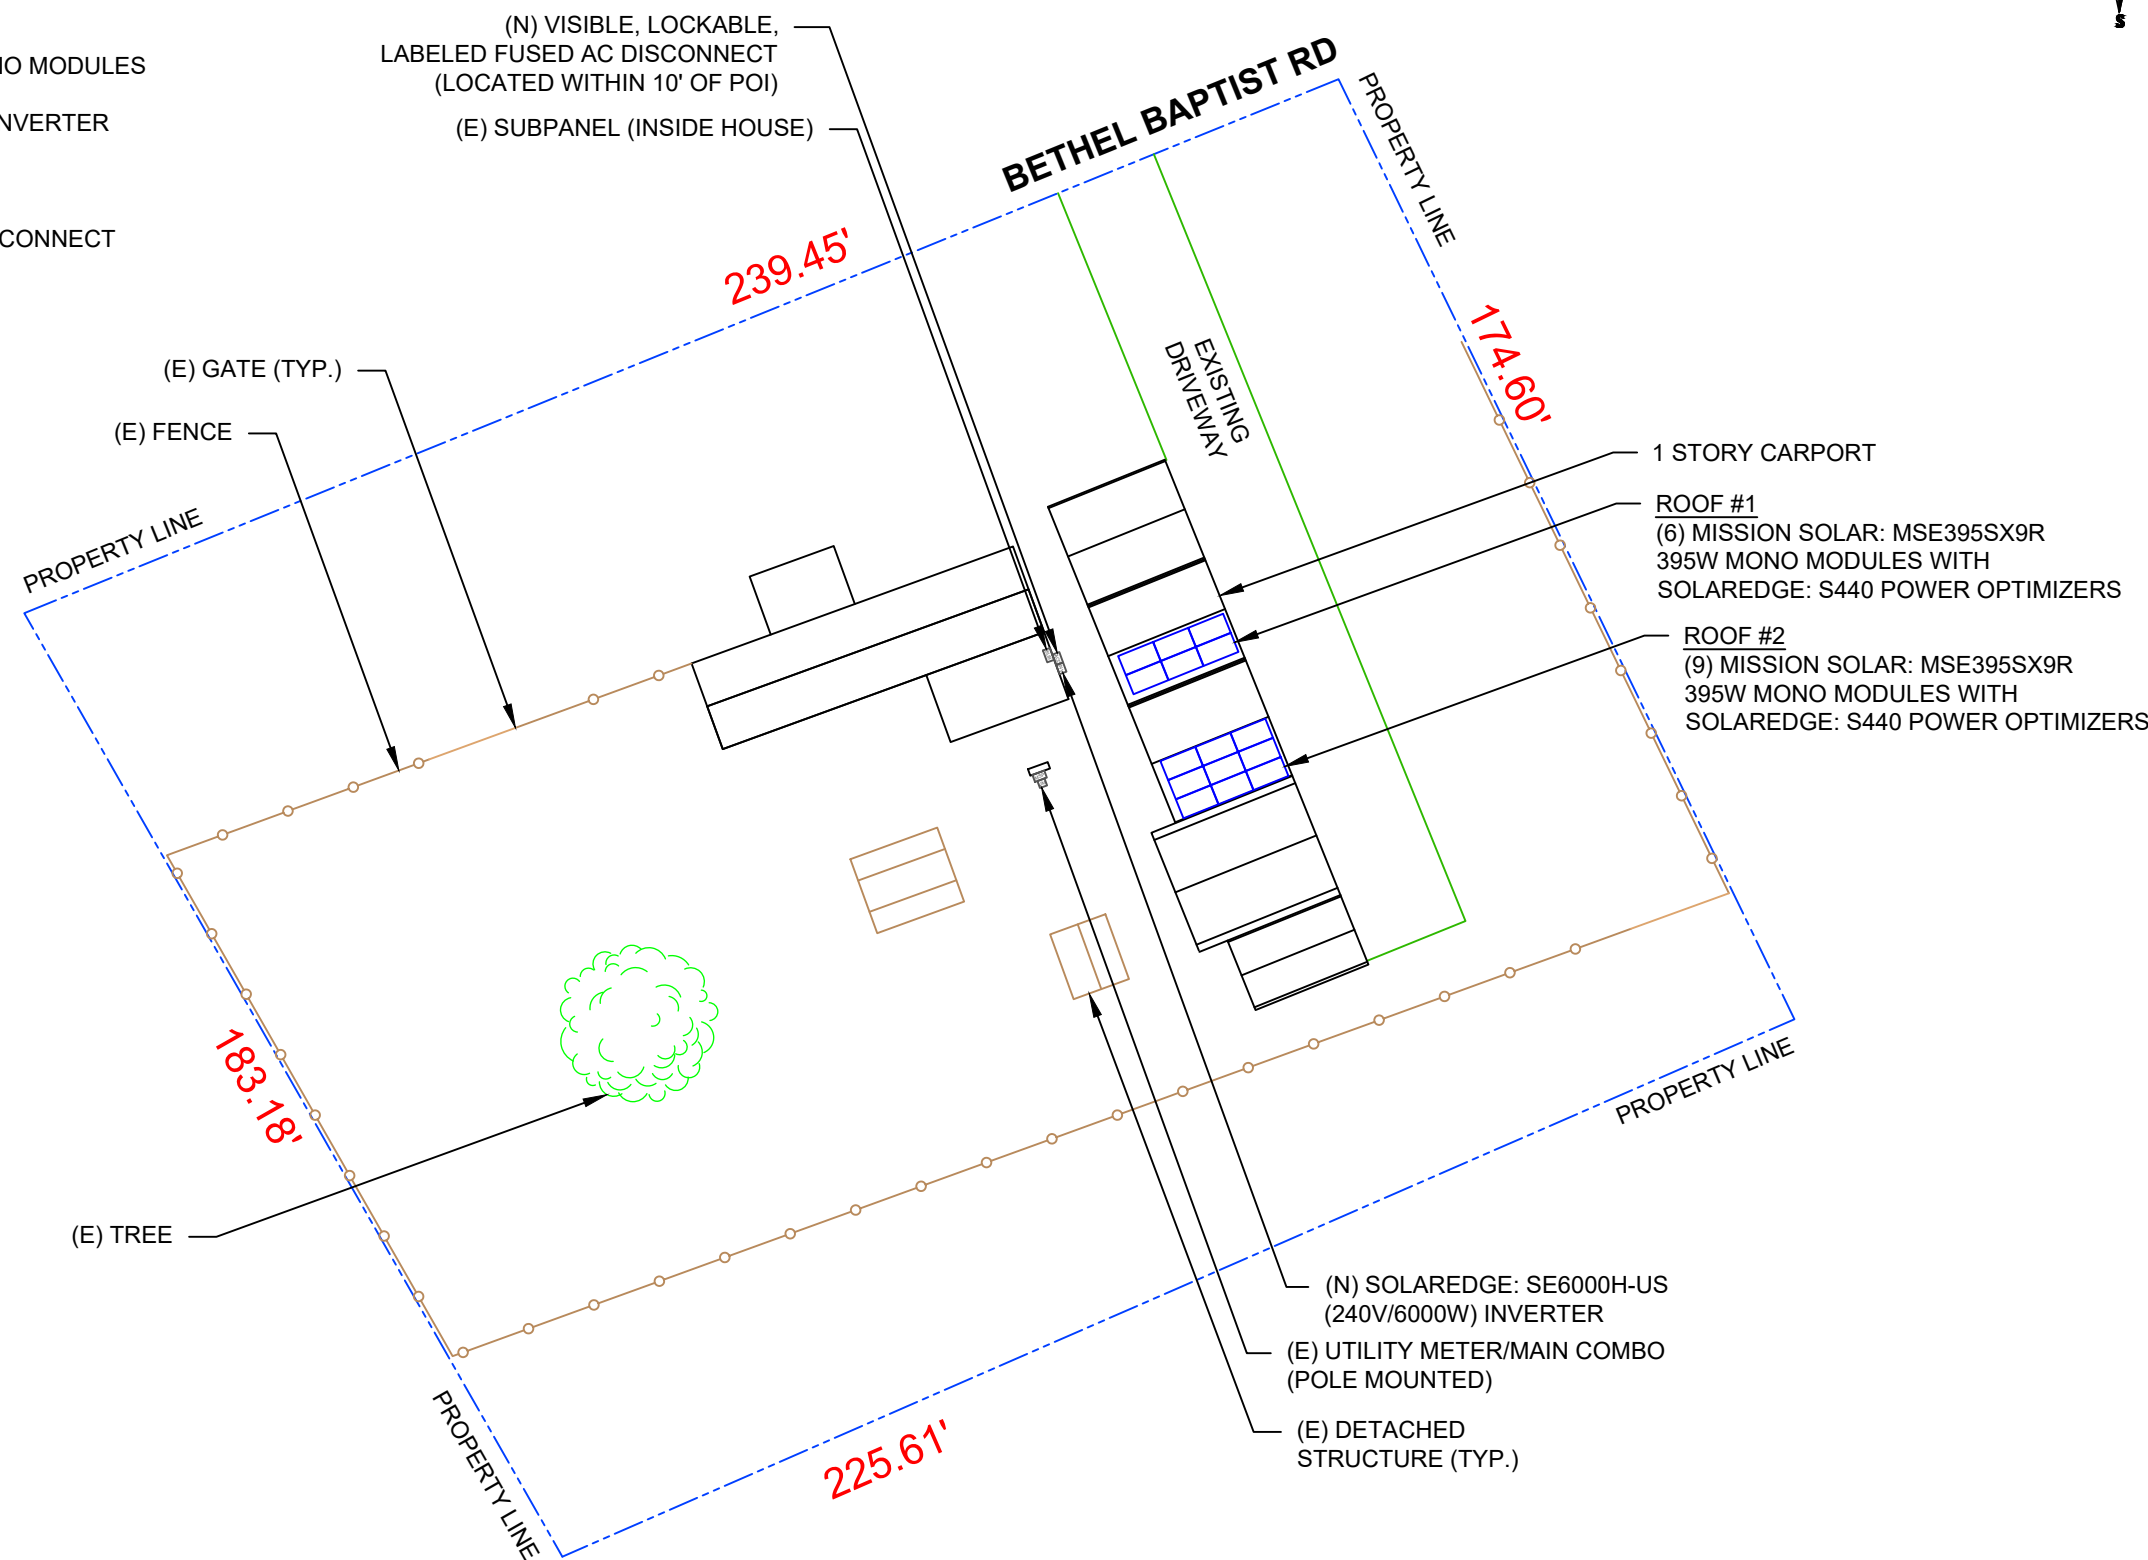 S
(N) VISIBLE, LOCKABLE,
LABELED FUSED AC DISCONNECT
(LOCATED WITHIN 10' OF POI)
MODULES
(E) SUBPANEL (INSIDE HOUSE)
BETHEL BAPTIST RD
PROPERTY LINE
239.45'
(E) GATE (TYP.)
(E) FENCE
PROPERTY LINE
EXISTING
DRIVEWAY
174.60'
1 STORY CARPORT
ROOF #1
(6) MISSION SOLAR: MSE395SX9R
395W MONO MODULES WITH
SOLAREDGE: S440 POWER OPTIMIZERS
ROOF #2
(9) MISSION SOLAR: MSE395SX9R
395W MONO MODULES WITH
SOLAREDGE: S440 POWER OPTIMIZERS
183.18'
PROPERTY LINE
(E) TREE
(N) SOLAREDGE: SE6000H-US
(240V/6000W) INVERTER
(E) UTILITY METER/MAIN COMBO
(POLE MOUNTED)
(E) DETACHED
STRUCTURE (TYP.)
225.61'
PROPERTY LINE